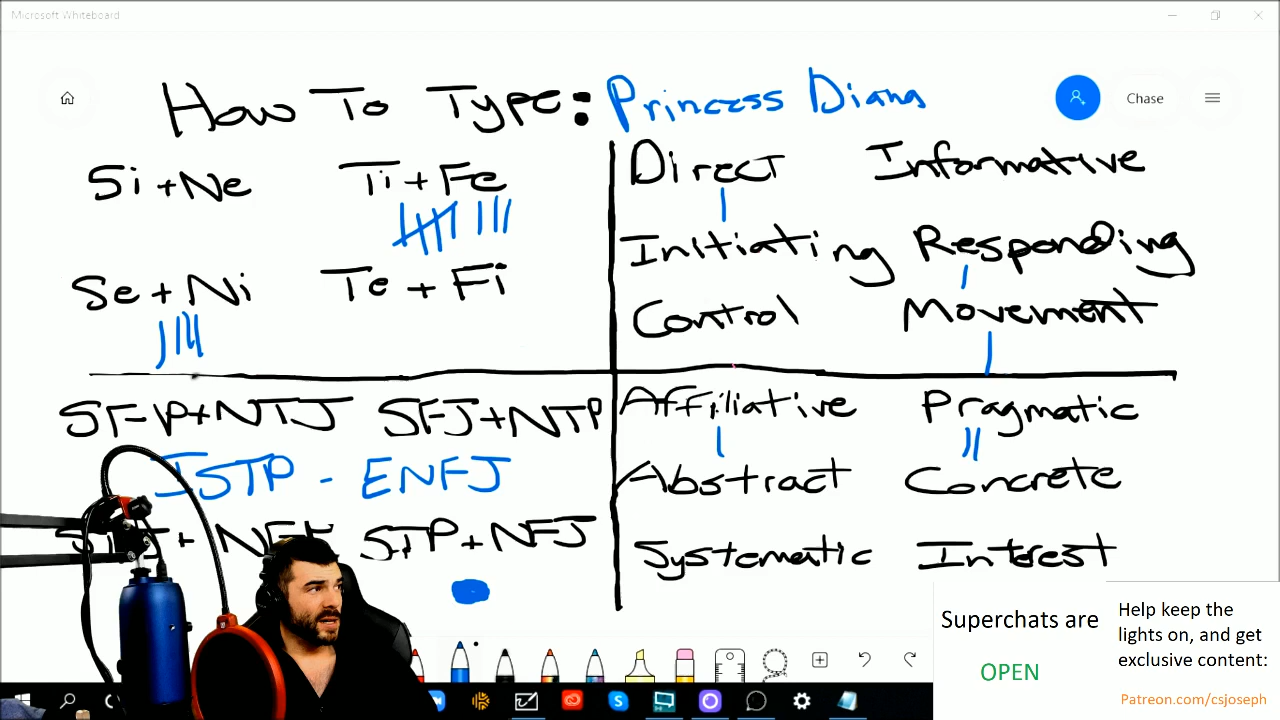 Microsoft Whiteboard
How To Type: Princess Diana
Chase
Si + Ne Ti + Fe
Se + Ni Te + Fi
Direct Informative
Initiating Responding
Control Movement
SFP + NTJ SFJ + NTP
ISTP - ENFJ
STP + NFJ
Affiliative Pragmatic
Abstract Concrete
Systematic Interest
Superchats are
OPEN
Help keep the
lights on, and get
exclusive content:
Patreon.com/csjoseph